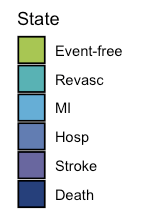 State
Event-free
Revasc
MI
Hosp
Stroke
Death